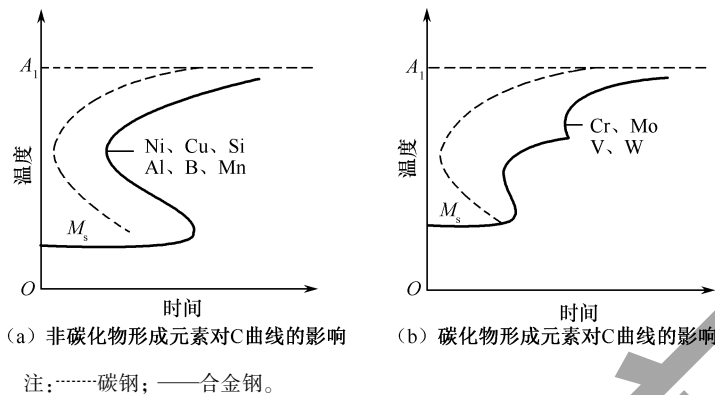 A₁
Ni、Cu、Si
Al、B、Mn
温度
Mₛ
O
时间
（a）非碳化物形成元素对C曲线的影响
A₁
Cr、Mo
V、W
温度
Mₛ
O
时间
（b）碳化物形成元素对C曲线的影响
注：┄┄碳钢；——合金钢。